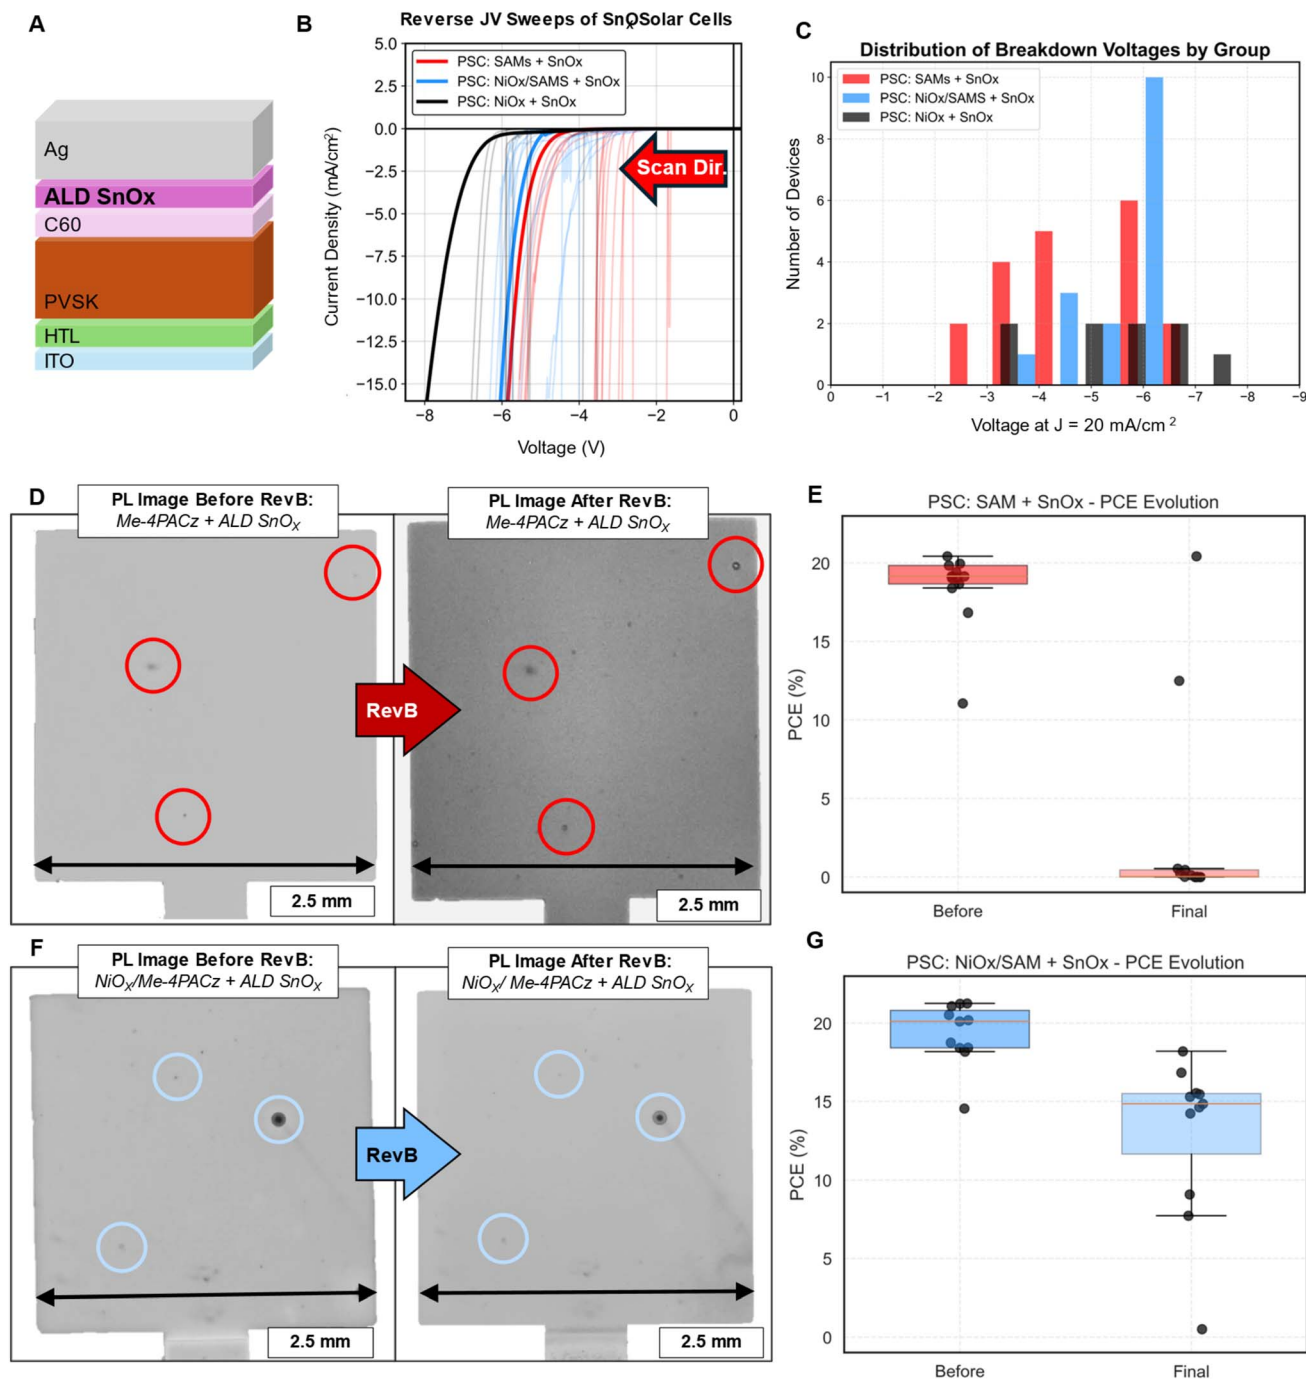 A
Ag
ALD SnOx
C60
PVSK
HTL
ITO
B
Reverse JV Sweeps of SnOₓ Solar Cells
PSC: SAMs + SnOx
PSC: NiOx/SAMS + SnOx
PSC: NiOx + SnOx
Scan Dir.
Current Density (mA/cm²)
5.0
2.5
0.0
−2.5
−5.0
−7.5
−10.0
−12.5
−15.0
−8
−6
−4
−2
0
Voltage (V)
C
Distribution of Breakdown Voltages by Group
PSC: SAMs + SnOx
PSC: NiOx/SAMS + SnOx
PSC: NiOx + SnOx
Number of Devices
10
8
6
4
2
0
0
−1
−2
−3
−4
−5
−6
−7
−8
−9
Voltage at J = 20 mA/cm ²
D
PL Image Before RevB:
Me-4PACz + ALD SnOₓ
2.5 mm
RevB
PL Image After RevB:
Me-4PACz + ALD SnOₓ
2.5 mm
E
PSC: SAM + SnOx - PCE Evolution
PCE (%)
20
15
10
5
0
Before
Final
F
PL Image Before RevB:
NiOₓ/Me-4PACz + ALD SnOₓ
2.5 mm
RevB
PL Image After RevB:
NiOₓ/ Me-4PACz + ALD SnOₓ
2.5 mm
G
PSC: NiOx/SAM + SnOx - PCE Evolution
PCE (%)
20
15
10
5
0
Before
Final